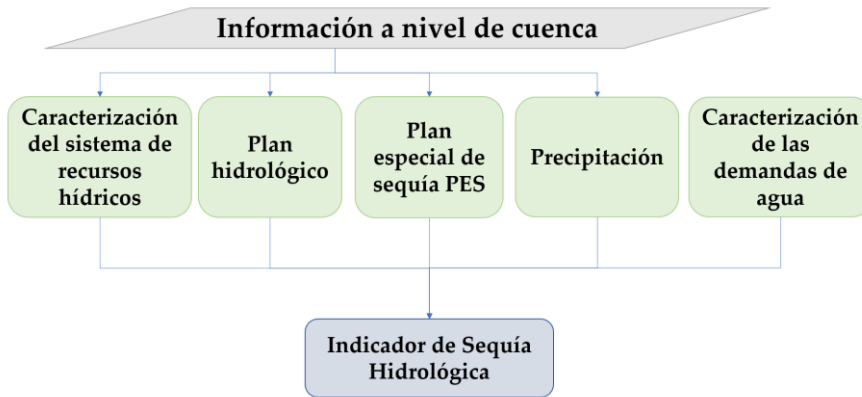 Información a nivel de cuenca
Caracterización
del sistema de
recursos
hídricos
Plan
hidrológico
Plan
especial de
sequía PES
Precipitación
Caracterización
de las
demandas de
agua
Indicador de Sequía
Hidrológica